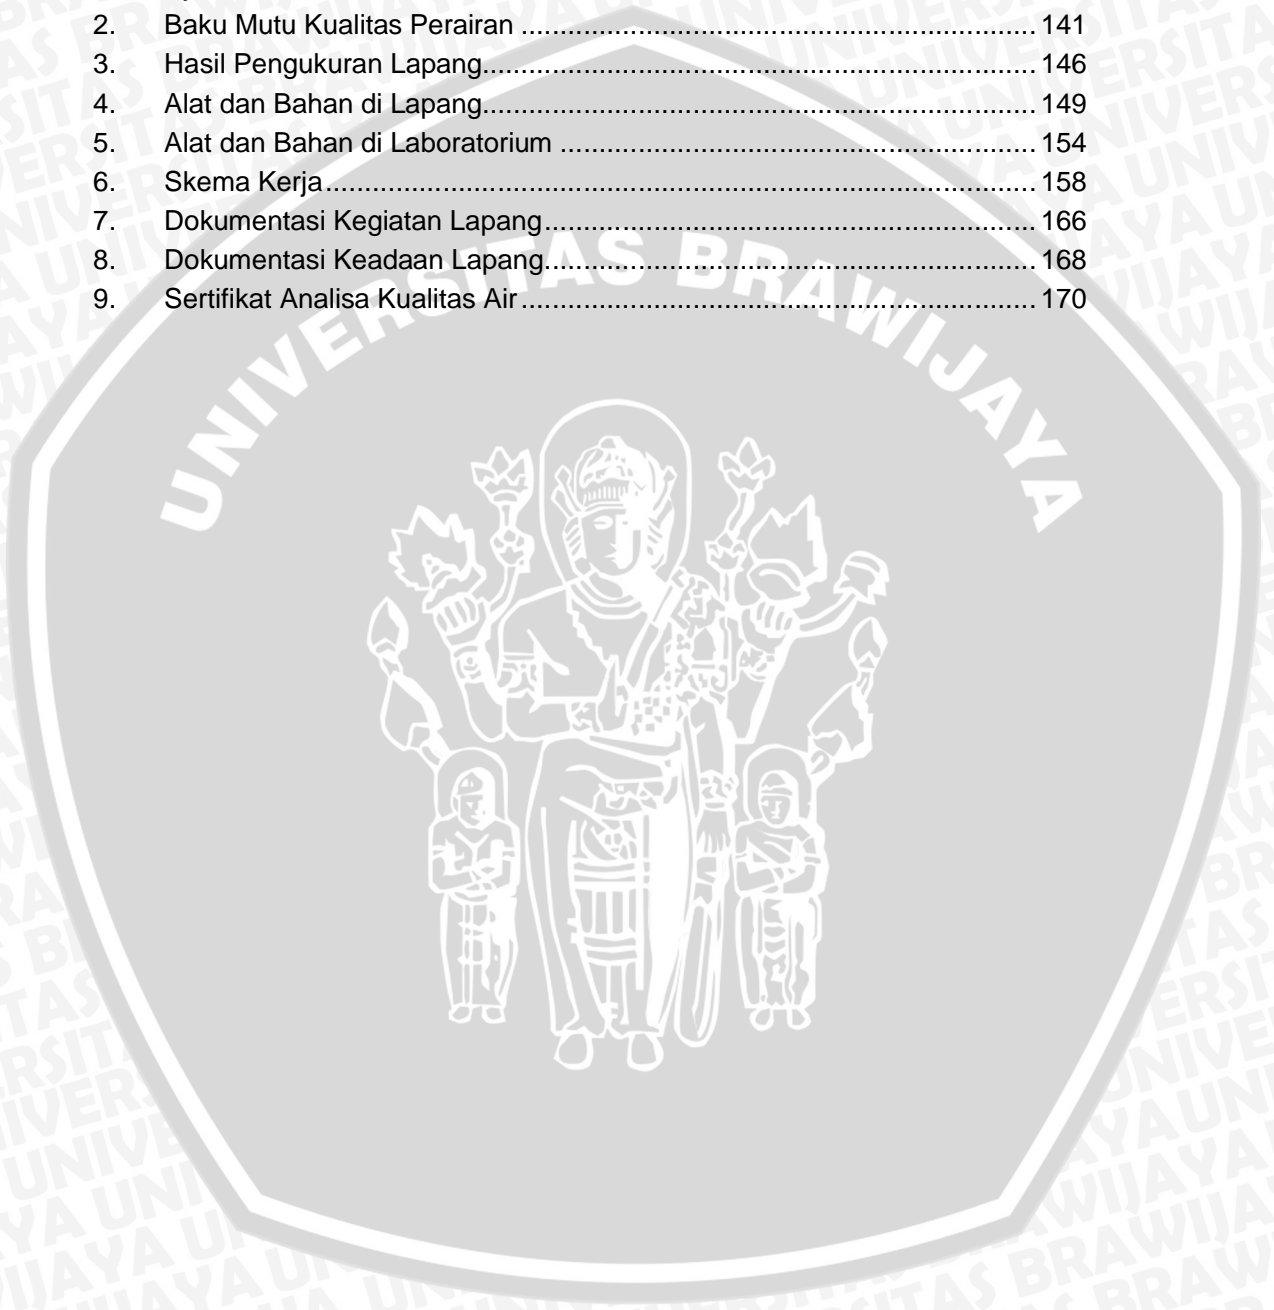 2. Baku Mutu Kualitas Perairan ................................................................ 141
3. Hasil Pengukuran Lapang..................................................................... 146
4. Alat dan Bahan di Lapang..................................................................... 149
5. Alat dan Bahan di Laboratorium ........................................................... 154
6. Skema Kerja......................................................................................... 158
7. Dokumentasi Kegiatan Lapang ............................................................. 166
8. Dokumentasi Keadaan Lapang............................................................. 168
9. Sertifikat Analisa Kualitas Air ................................................................ 170
UNIVERSITAS BRAWIJAYA